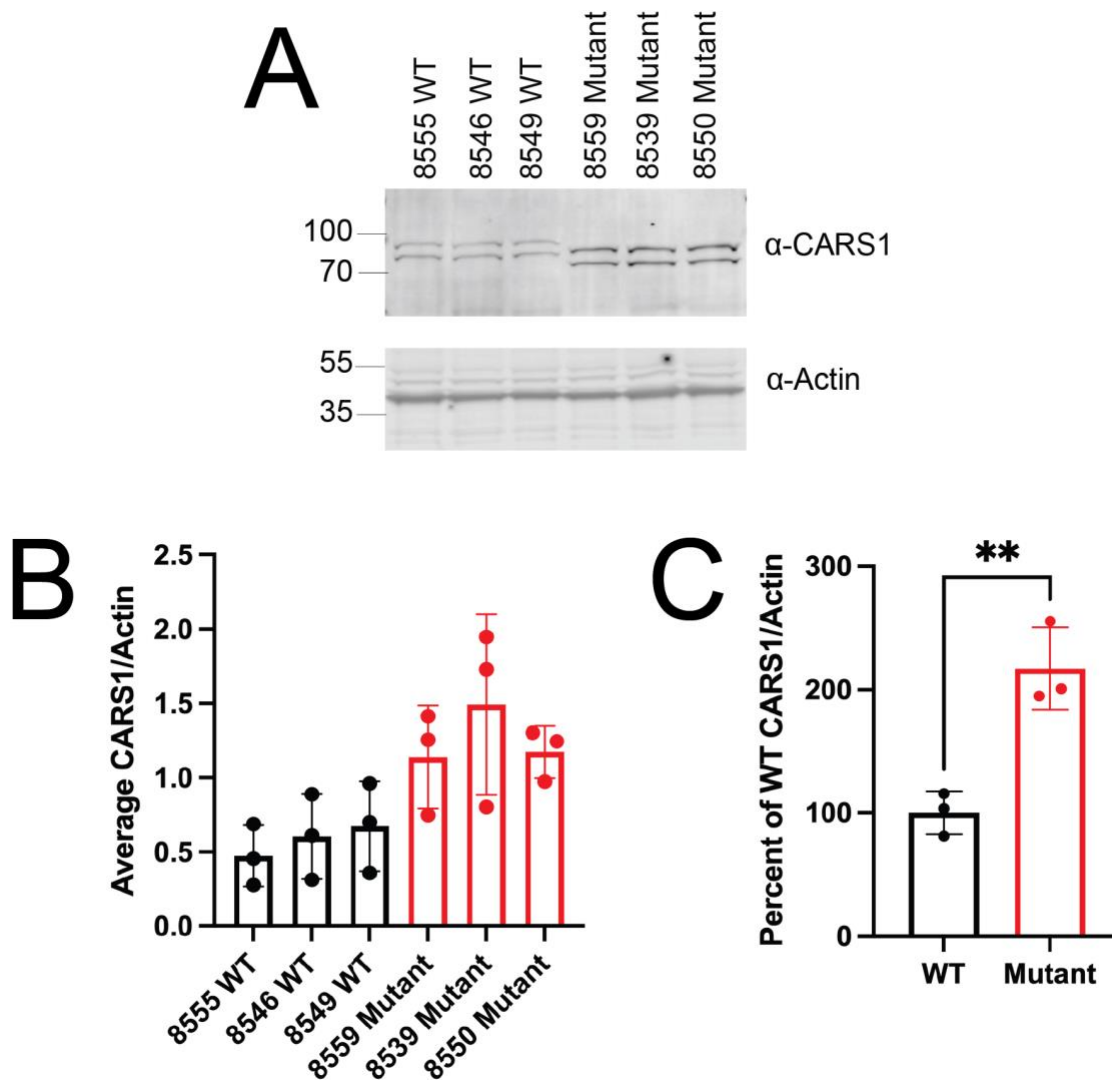 A
8555 WT
8546 WT
8549 WT
8559 Mutant
8539 Mutant
8550 Mutant
100
70
α-CARS1
55
35
α-Actin
B
Average CARS1/Actin
2.5
2.0
1.5
1.0
0.5
0.0
8555 WT
8546 WT
8549 WT
8559 Mutant
8539 Mutant
8550 Mutant
C
Percent of WT CARS1/Actin
**
300
200
100
0
WT
Mutant